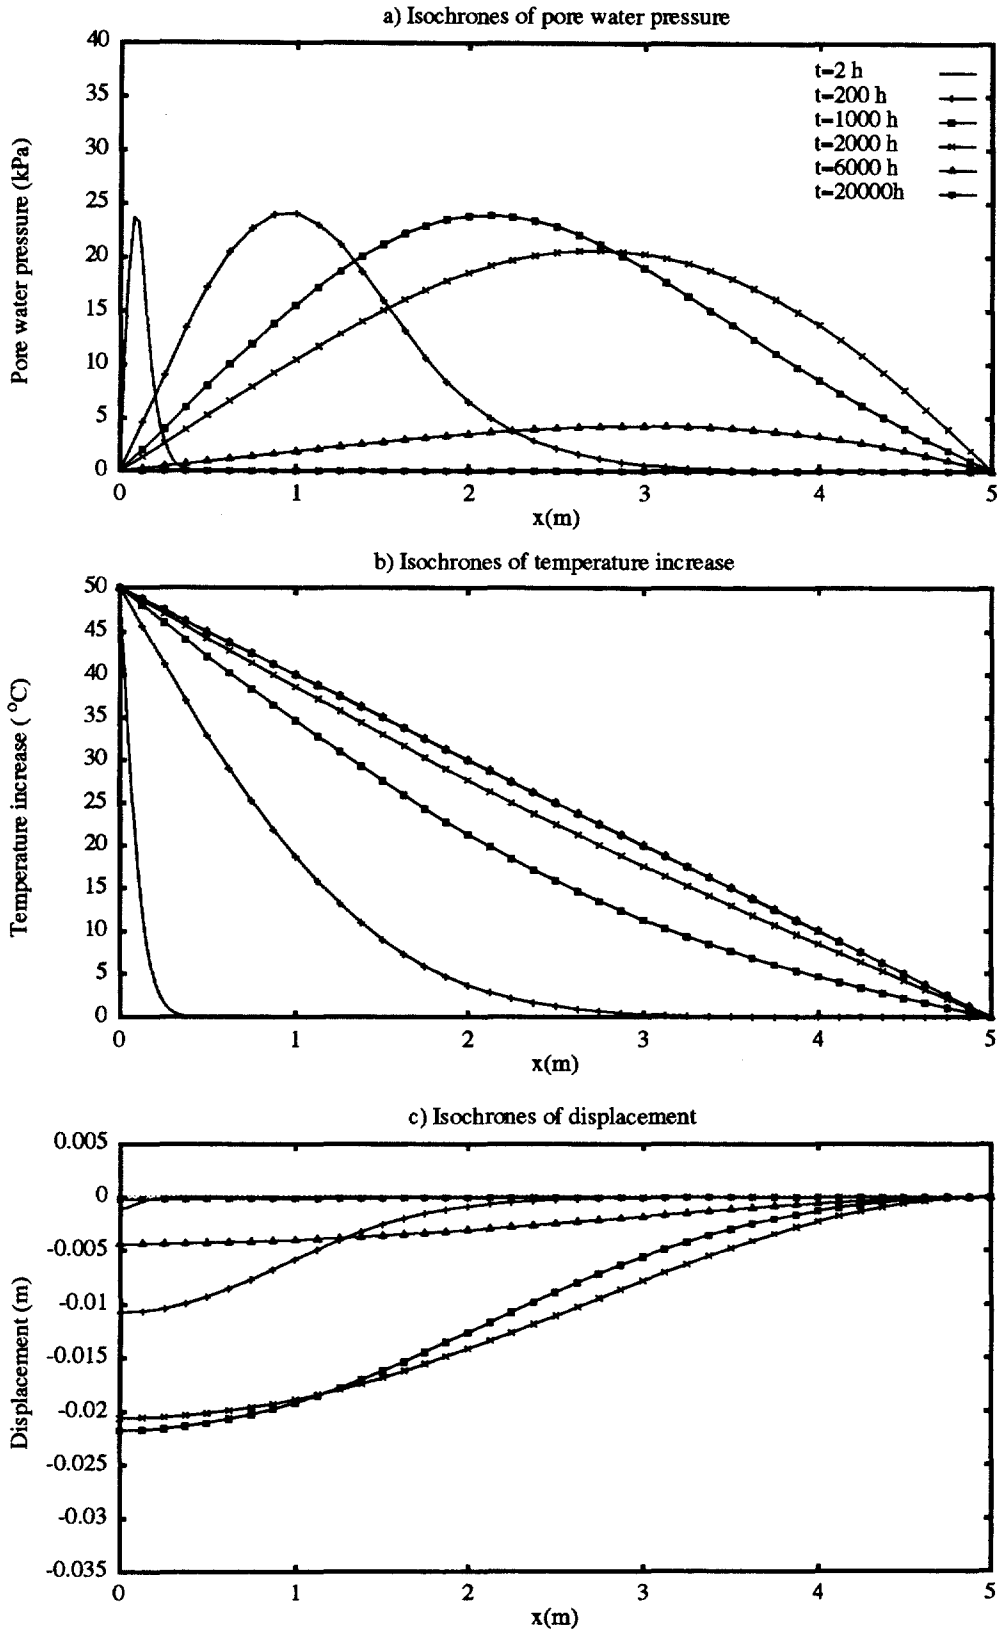 a) Isochrones of pore water pressure
40
35
30
25
20
15
10
5
0
Pore water pressure (kPa)
t=2 h
t=200 h
t=1000 h
t=2000 h
t=6000 h
t=20000h
0 1 2 3 4 5
x(m)
b) Isochrones of temperature increase
50
45
40
35
30
25
20
15
10
5
0
Temperature increase ( °C)
0 1 2 3 4 5
x(m)
c) Isochrones of displacement
0.005
0
-0.005
-0.01
-0.015
-0.02
-0.025
-0.03
-0.035
Displacement (m)
0 1 2 3 4 5
x(m)